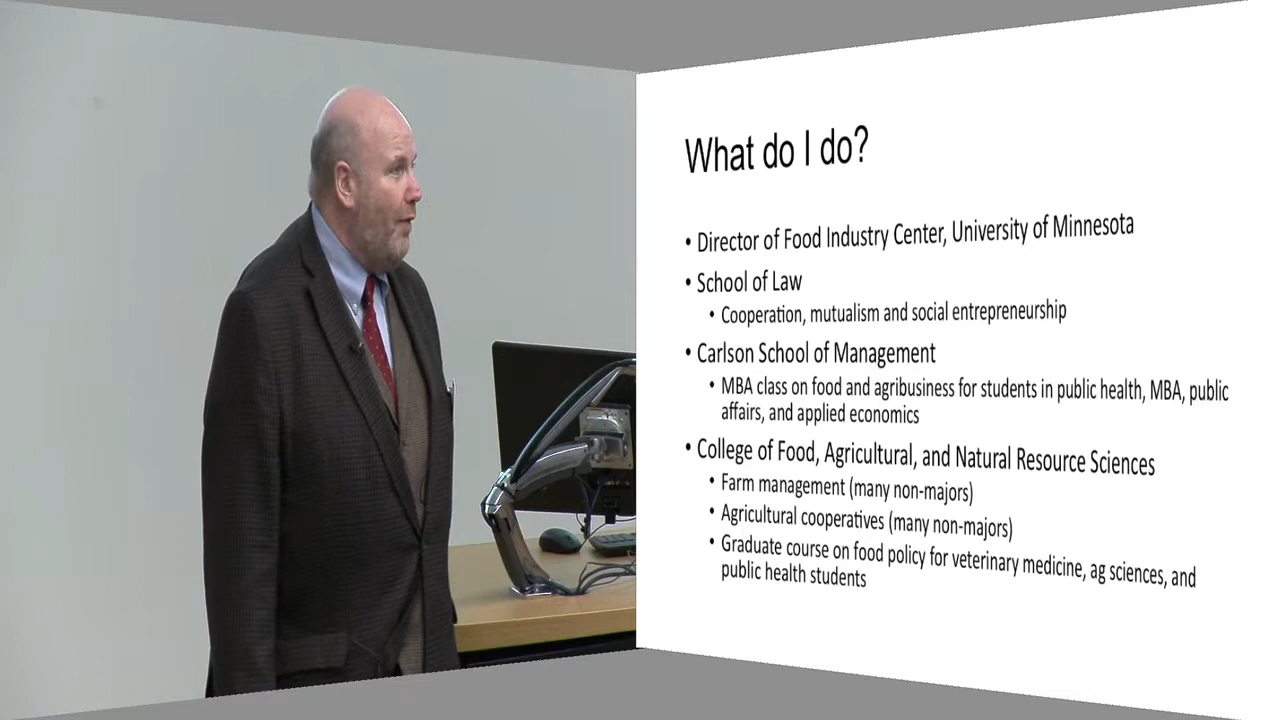 What do I do?
• Director of Food Industry Center, University of Minnesota
• School of Law
• Cooperation, mutualism and social entrepreneurship
• Carlson School of Management
• MBA class on food and agribusiness for students in public health, MBA, public
affairs, and applied economics
• College of Food, Agricultural, and Natural Resource Sciences
• Farm management (many non-majors)
• Agricultural cooperatives (many non-majors)
• Graduate course on food policy for veterinary medicine, ag sciences, and
public health students